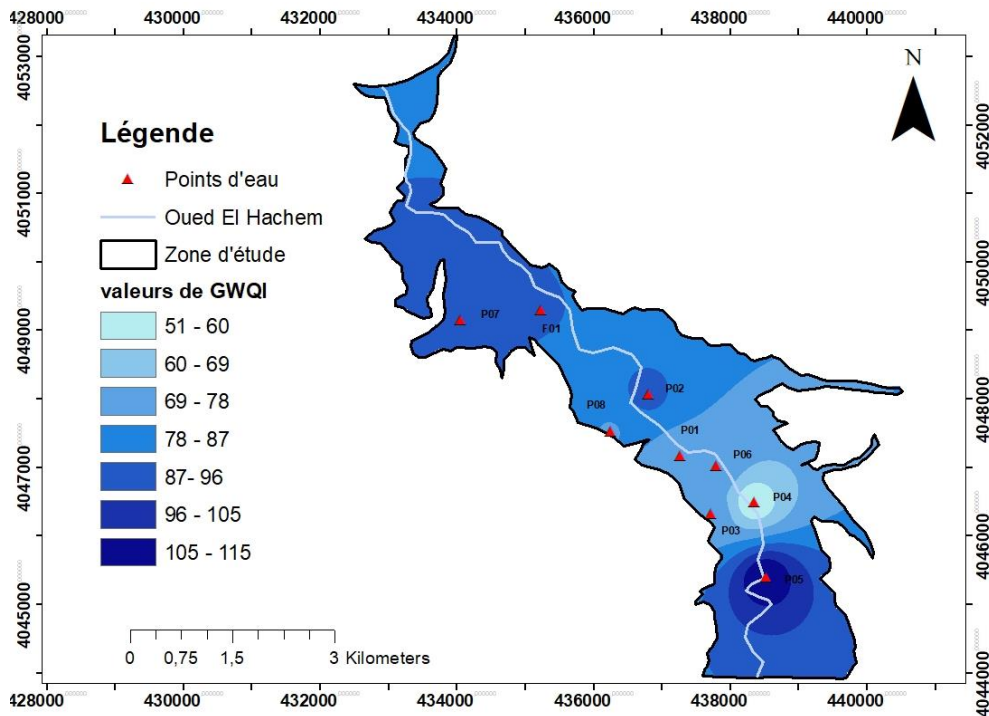 428000 430000 432000 434000 436000 438000 440000
4053000
4051000
4049000
4047000
4045000
4052000
4050000
4048000
4046000
4044000
N
Légende
Points d'eau
Oued El Hachem
Zone d'étude
valeurs de GWQI
51 - 60
60 - 69
69 - 78
78 - 87
87- 96
96 - 105
105 - 115
P07
F01
P02
P08
P01
P06
P04
P03
P05
0 0,75 1,5 3 Kilometers
428000 430000 432000 434000 436000 438000 440000